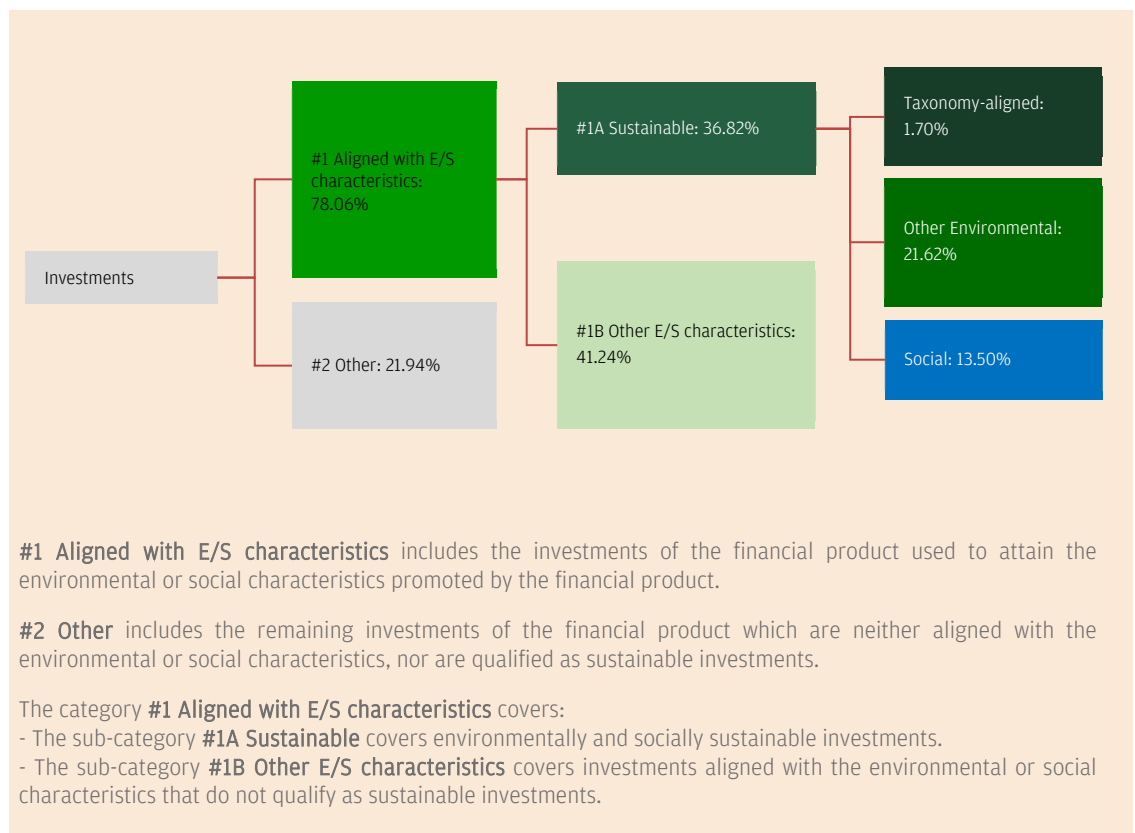 Investments
#1 Aligned with E/S
characteristics:
78.06%
#2 Other: 21.94%
#1A Sustainable: 36.82%
#1B Other E/S characteristics:
41.24%
Taxonomy-aligned:
1.70%
Other Environmental:
21.62%
Social: 13.50%
#1 Aligned with E/S characteristics includes the investments of the financial product used to attain the
environmental or social characteristics promoted by the financial product.
#2 Other includes the remaining investments of the financial product which are neither aligned with the
environmental or social characteristics, nor are qualified as sustainable investments.
The category #1 Aligned with E/S characteristics covers:
- The sub-category #1A Sustainable covers environmentally and socially sustainable investments.
- The sub-category #1B Other E/S characteristics covers investments aligned with the environmental or social
characteristics that do not qualify as sustainable investments.